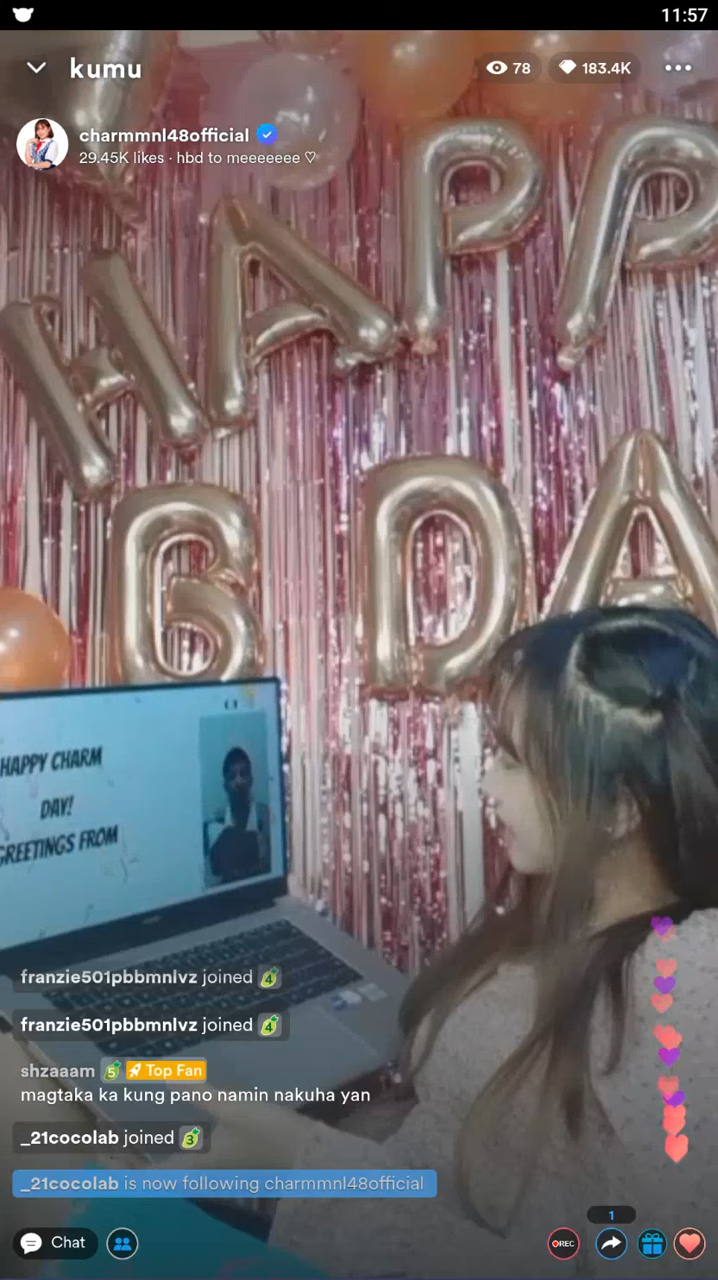 11:57
kumu
78
183.4K
charmmnl48official
29.45K likes · hbd to meeeeeee ♡
HAPP
B DA
HAPPY CHARM
DAY!
GREETINGS FROM
franzie501pbbmnlvz joined 4
franzie501pbbmnlvz joined 4
shzaaam 5 Top Fan
magtaka ka kung pano namin nakuha yan
_21cocolab joined 3
_21cocolab is now following charmmnl48official
1
Chat
REC